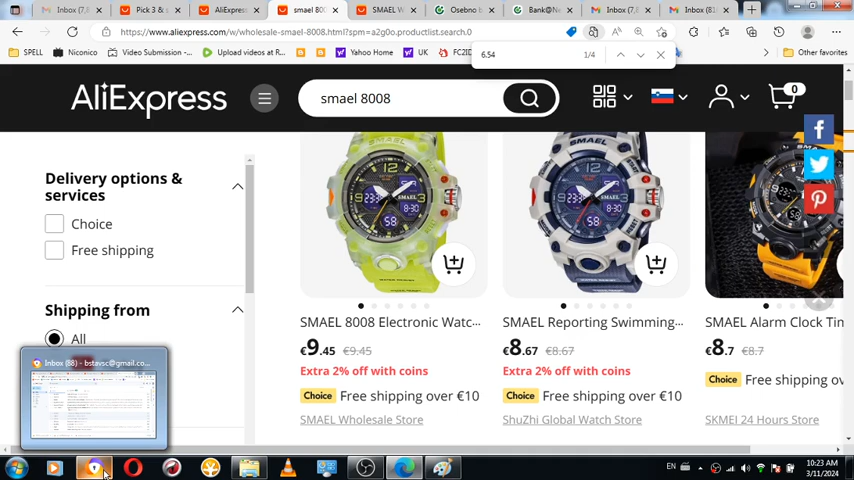 Inbox (7,8
Pick 3 & s
AliExpress
smael 800
SMAEL W
Osebno b
Bank@Ne
Inbox (7,8
Inbox (81
https://www.aliexpress.com/w/wholesale-smael-8008.html?spm=a2g0o.productlist.search.0
SPELL
Niconico
Video Submission -...
Upload videos at R...
Yahoo Home
UK
FC2ID
Other favorites
6.54
1/4
AliExpress
smael 8008
0
Delivery options &
services
Choice
Free shipping
Shipping from
All
SMAEL
SMAEL
SMAEL 8008 Electronic Watc...
SMAEL Reporting Swimming...
SMAEL Alarm Clock Tin
€9.45 €9.45
€8.67 €8.67
€8.7 €8.7
Extra 2% off with coins
Extra 2% off with coins
Choice Free shipping over €10
Choice Free shipping over €10
Choice Free shipping
SMAEL Wholesale Store
ShuZhi Global Watch Store
SKMEI 24 Hours Store
Inbox (88) - bstavsc@gmail.co...
EN
10:23 AM
3/11/2024